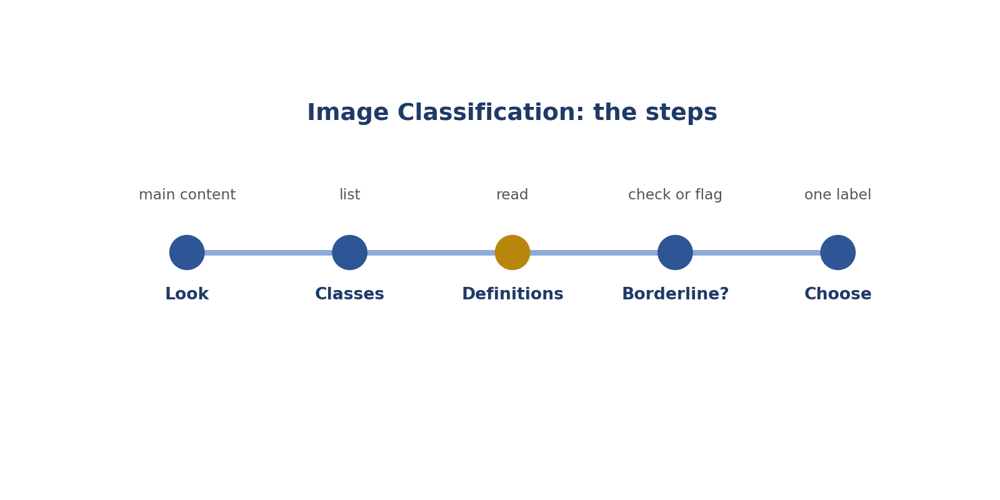 Image Classification: the steps
main content list read check or flag one label
Look Classes Definitions Borderline? Choose